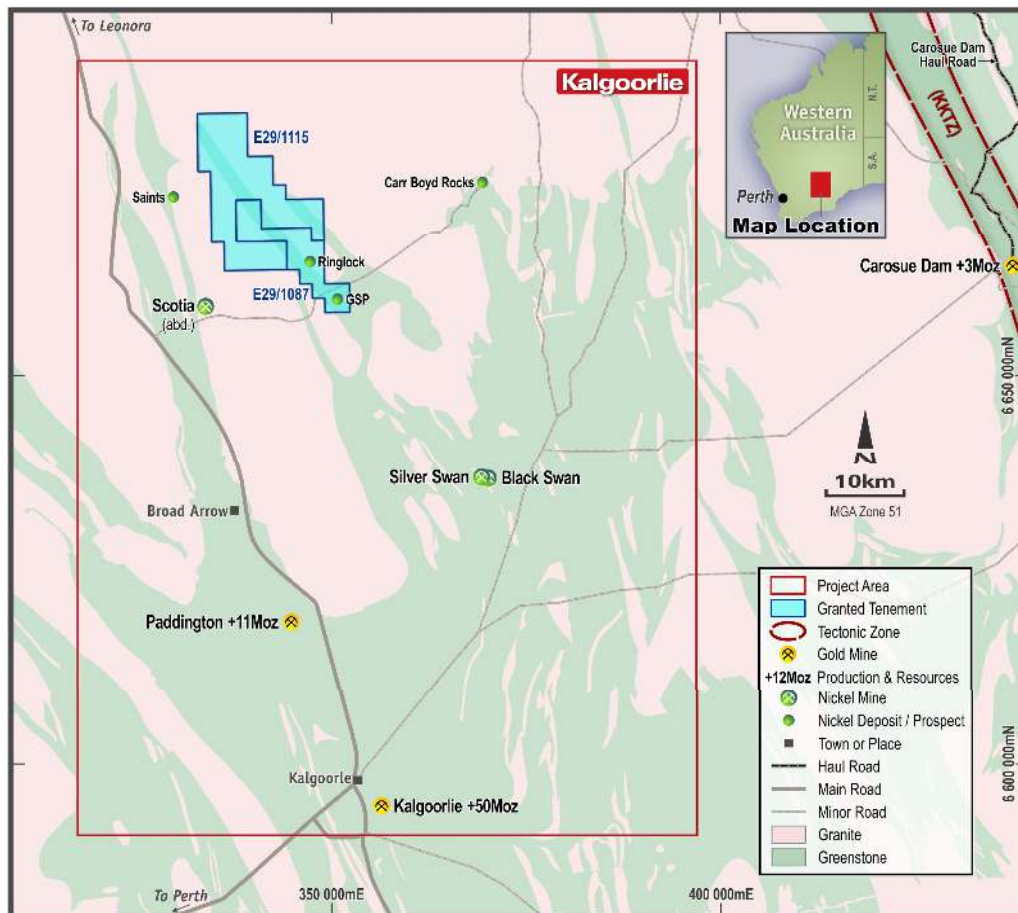 To Leonora
Carosue Dam
Haul Road
Kalgoorlie
(KKTZ)
Western
Australia
N.T.
S.A.
Perth
Map Location
E29/1115
Carr Boyd Rocks
Saints
Ringlock
E29/1087
GSP
Scotia
(abd.)
Carosue Dam +3Moz
6 650 000mN
N
10km
MGA Zone 51
Silver Swan
Black Swan
Broad Arrow
Paddington +11Moz
Project Area
Granted Tenement
Tectonic Zone
Gold Mine
+12Moz Production & Resources
Nickel Mine
Nickel Deposit / Prospect
Town or Place
Haul Road
Main Road
Minor Road
Granite
Greenstone
6 600 000mN
Kalgoorle
Kalgoorlie +50Moz
To Perth
350 000mE
400 000mE